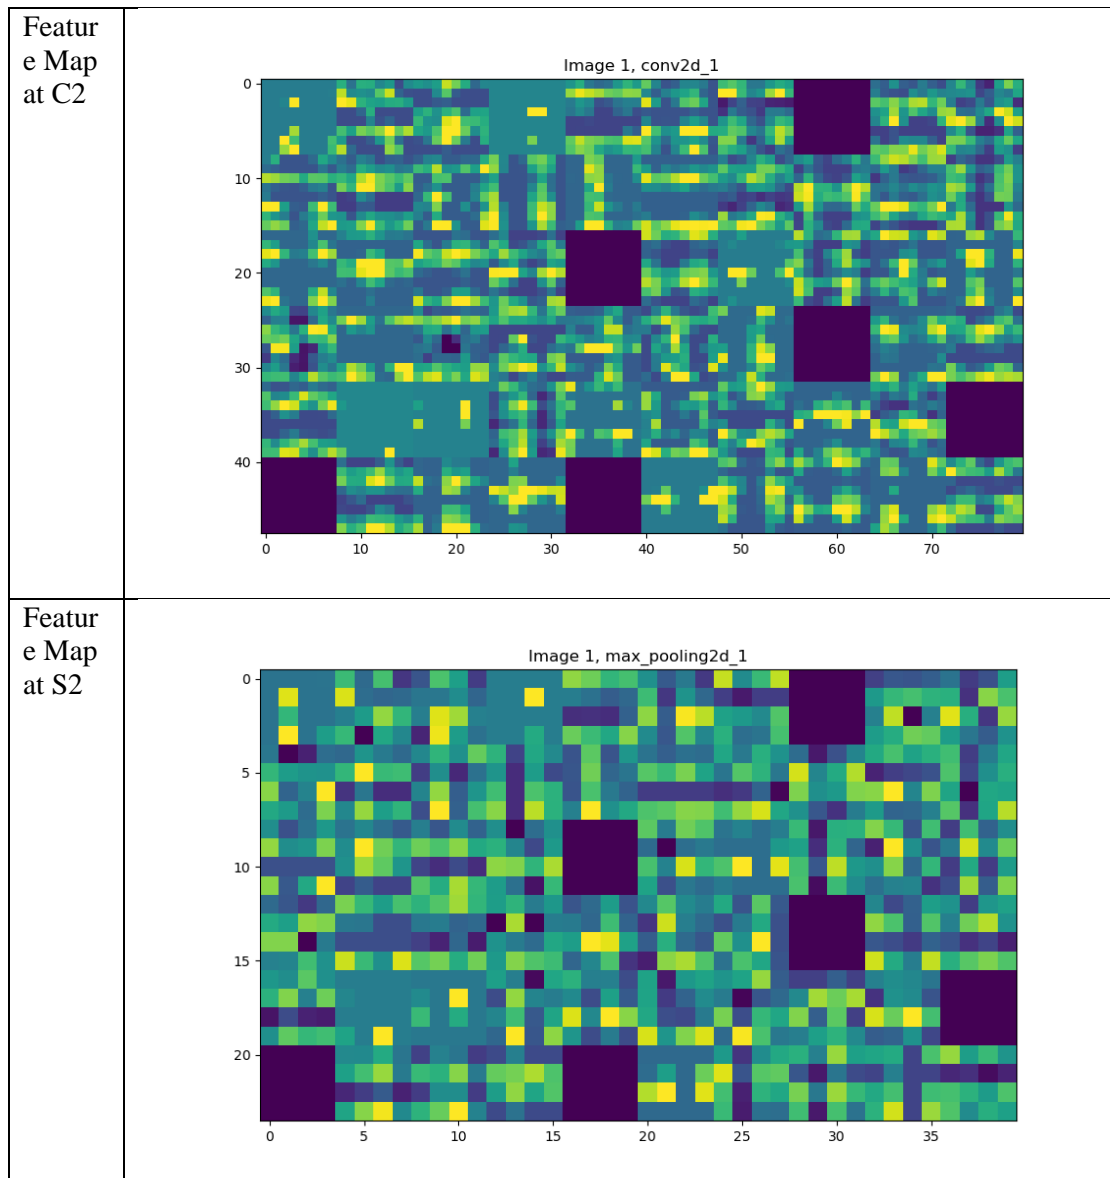 Featur
e Map
at C2
Image 1, conv2d_1
0
10
20
30
40
0 10 20 30 40 50 60 70
Featur
e Map
at S2
Image 1, max_pooling2d_1
0
5
10
15
20
0 5 10 15 20 25 30 35